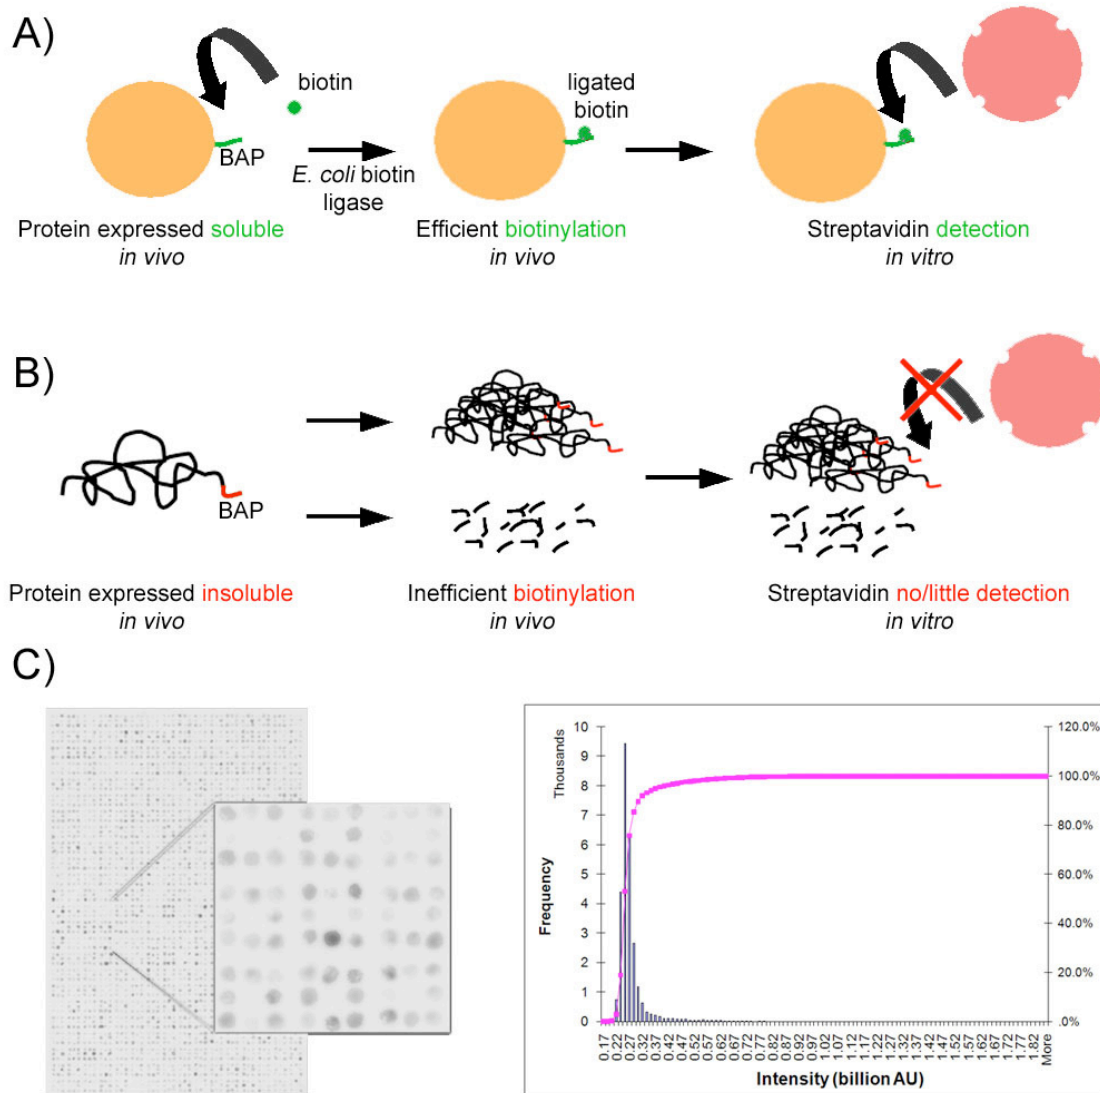 A)
biotin
ligated
biotin
BAP
E. coli biotin
ligase
Protein expressed soluble
in vivo
Efficient biotinylation
in vivo
Streptavidin detection
in vitro
B)
BAP
Protein expressed insoluble
in vivo
Inefficient biotinylation
in vivo
Streptavidin no/little detection
in vitro
C)
Thousands
Frequency
10
9
8
7
6
5
4
3
2
1
0
120.0%
100.0%
80.0%
60.0%
40.0%
20.0%
.0%
0.17
0.22
0.27
0.32
0.37
0.42
0.47
0.52
0.57
0.62
0.67
0.72
0.77
0.82
0.87
0.92
0.97
1.02
1.07
1.12
1.17
1.22
1.27
1.32
1.37
1.42
1.47
1.52
1.57
1.62
1.67
1.72
1.77
1.82
More
Intensity (billion AU)